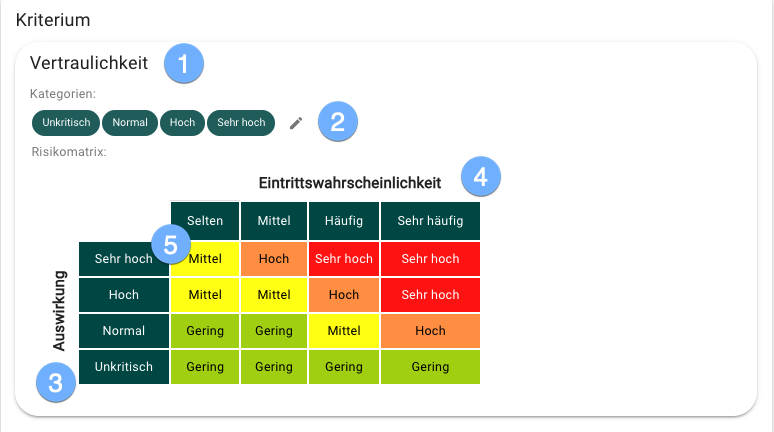 Kriterium
Vertraulichkeit 1
Kategorien:
Unkritisch Normal Hoch Sehr hoch 2
Risikomatrix:
Eintrittswahrscheinlichkeit 4
Selten Mittel Häufig Sehr häufig
5
Auswirkung
Sehr hoch Mittel Hoch Sehr hoch Sehr hoch
Hoch Mittel Mittel Hoch Sehr hoch
Normal Gering Gering Mittel Hoch
Unkritisch Gering Gering Gering Gering
3